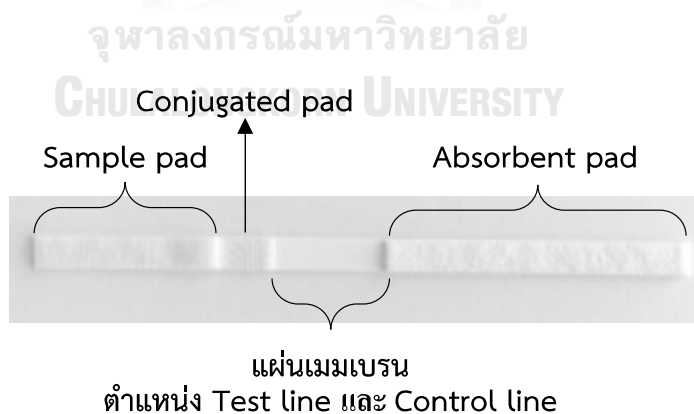 จุฬาลงกรณ์มหาวิทยาลัย
CHULALONGKORN UNIVERSITY
Conjugated pad
Sample pad
Absorbent pad
แผ่นเมมเบรน
ตำแหน่ง Test line และ Control line